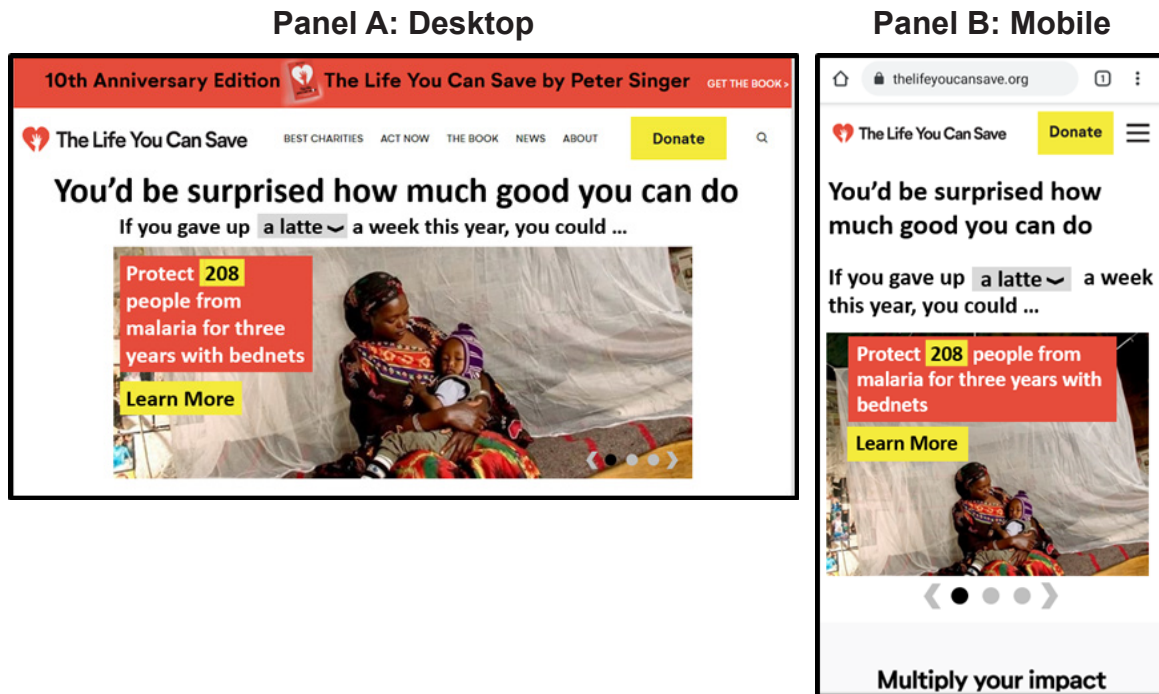 Panel A: Desktop
10th Anniversary Edition The Life You Can Save by Peter Singer GET THE BOOK >
The Life You Can Save BEST CHARITIES ACT NOW THE BOOK NEWS ABOUT Donate
You’d be surprised how much good you can do
If you gave up a latte a week this year, you could ...
Protect 208
people from
malaria for three
years with bednets
Learn More
Panel B: Mobile
thelifeyoucansave.org 1
The Life You Can Save Donate
You’d be surprised how
much good you can do
If you gave up a latte a week
this year, you could ...
Protect 208 people from
malaria for three years with
bednets
Learn More
Multiply your impact